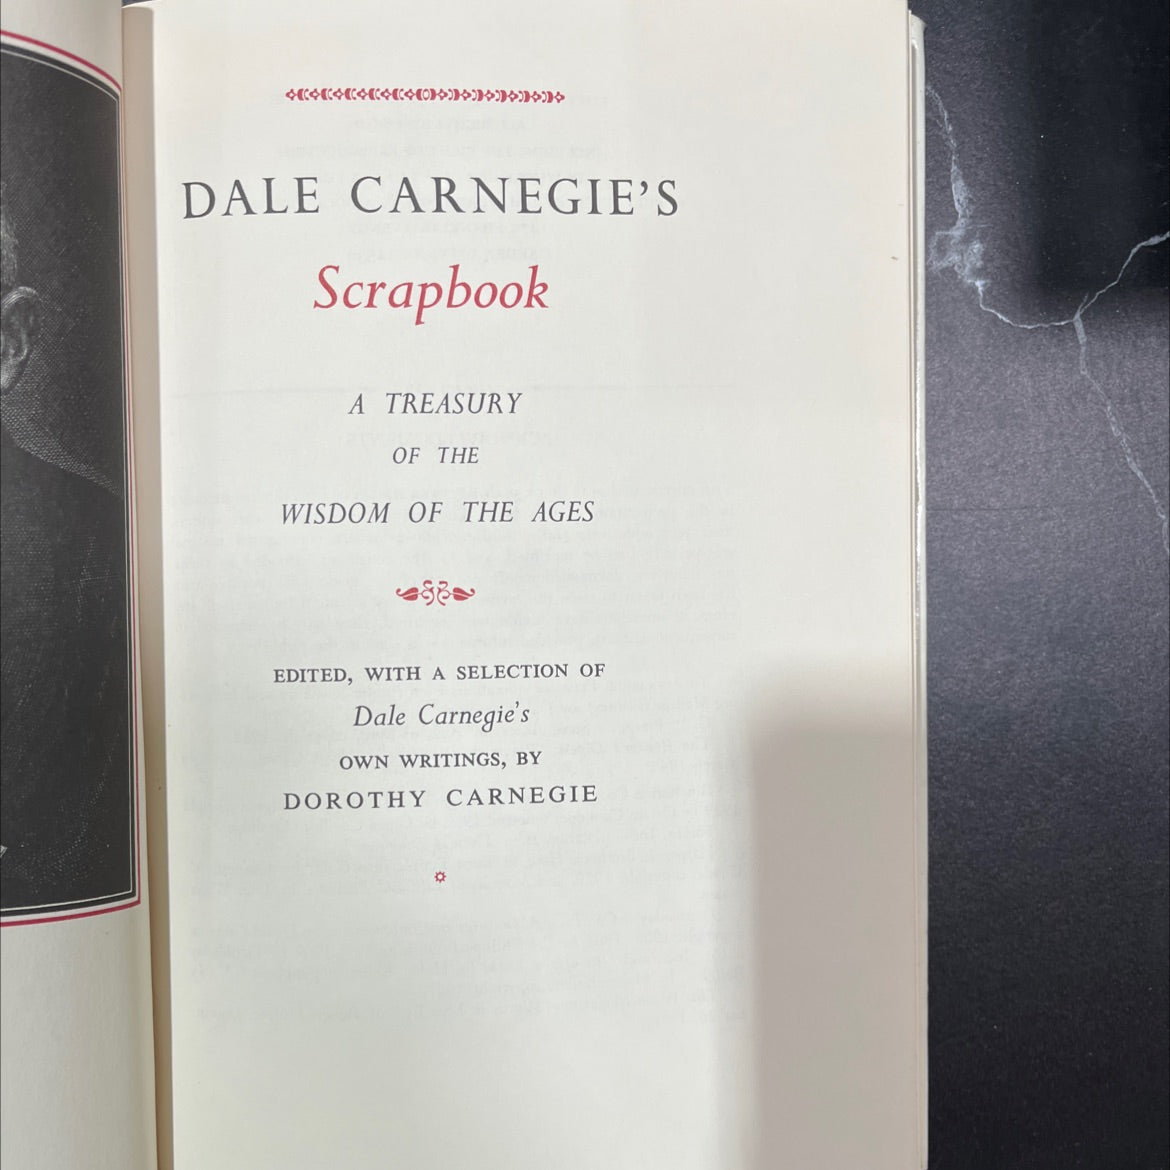 DALE CARNEGIE'S
Scrapbook
A TREASURY
OF THE
WISDOM OF THE AGES
EDITED, WITH A SELECTION OF
Dale Carnegie's
OWN WRITINGS, BY
DOROTHY CARNEGIE